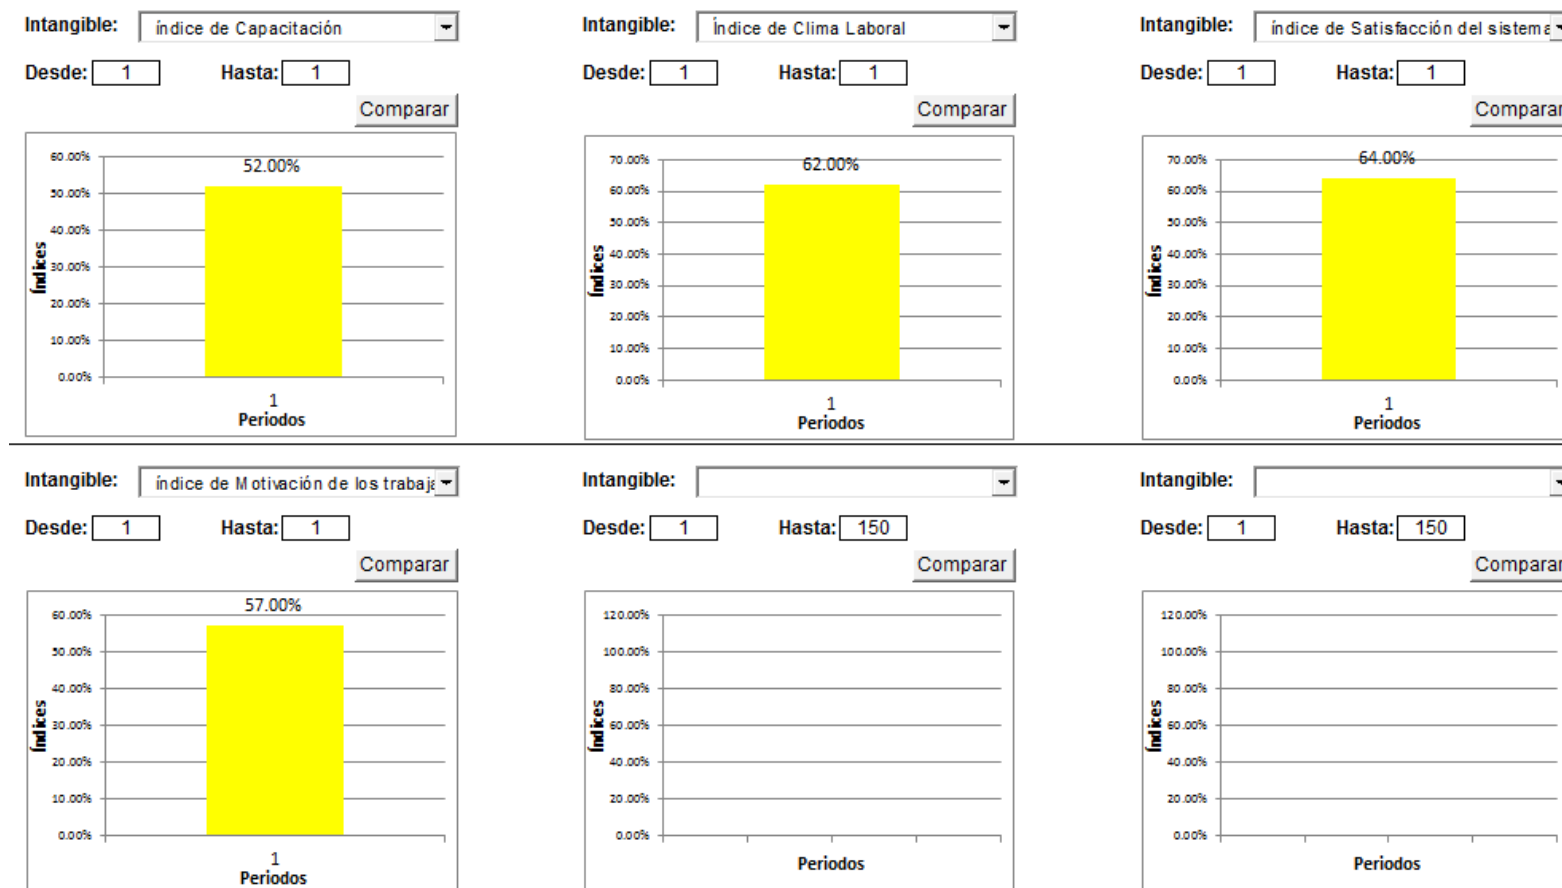 Intangible: índice de Capacitación
Desde: 1 Hasta: 1
Comparar
60.00%
50.00%
40.00%
30.00%
20.00%
10.00%
0.00%
52.00%
Índices
1
Periodos
Intangible: Índice de Clima Laboral
Desde: 1 Hasta: 1
Comparar
70.00%
60.00%
50.00%
40.00%
30.00%
20.00%
10.00%
0.00%
62.00%
Índices
1
Periodos
Intangible: índice de Satisfacción del sistema
Desde: 1 Hasta: 1
Comparar
70.00%
60.00%
50.00%
40.00%
30.00%
20.00%
10.00%
0.00%
64.00%
Índices
1
Periodos
Intangible: índice de Motivación de los trabaja
Desde: 1 Hasta: 1
Comparar
60.00%
50.00%
40.00%
30.00%
20.00%
10.00%
0.00%
57.00%
Índices
1
Periodos
Intangible:
Desde: 1 Hasta: 150
Comparar
120.00%
100.00%
80.00%
60.00%
40.00%
20.00%
0.00%
Índices
Periodos
Intangible:
Desde: 1 Hasta: 150
Comparar
120.00%
100.00%
80.00%
60.00%
40.00%
20.00%
0.00%
Índices
Periodos